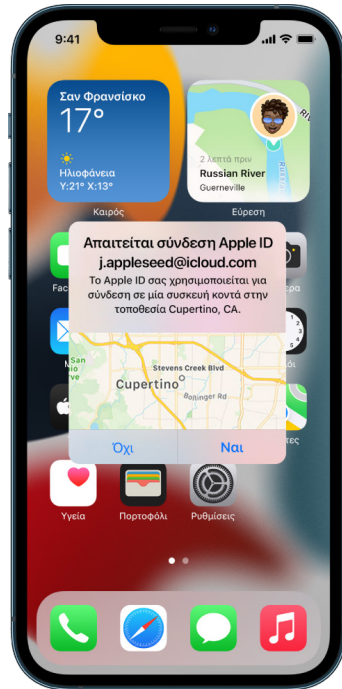 9:41
Σαν Φρανσίσκο
17°
Ηλιοφάνεια
Υ:21° Χ:13°
Καιρός
2 λεπτά πριν
Russian River
Guerneville
Εύρεση
Απαιτείται σύνδεση Apple ID
j.appleseed@icloud.com
Το Apple ID σας χρησιμοποιείται για
σύνδεση σε μία συσκευή κοντά στην
τοποθεσία Cupertino, CA.
Stevens Creek Blvd
Cupertino
Bollinger Rd
Όχι
Ναι
Υγεία
Πορτοφόλι
Ρυθμίσεις